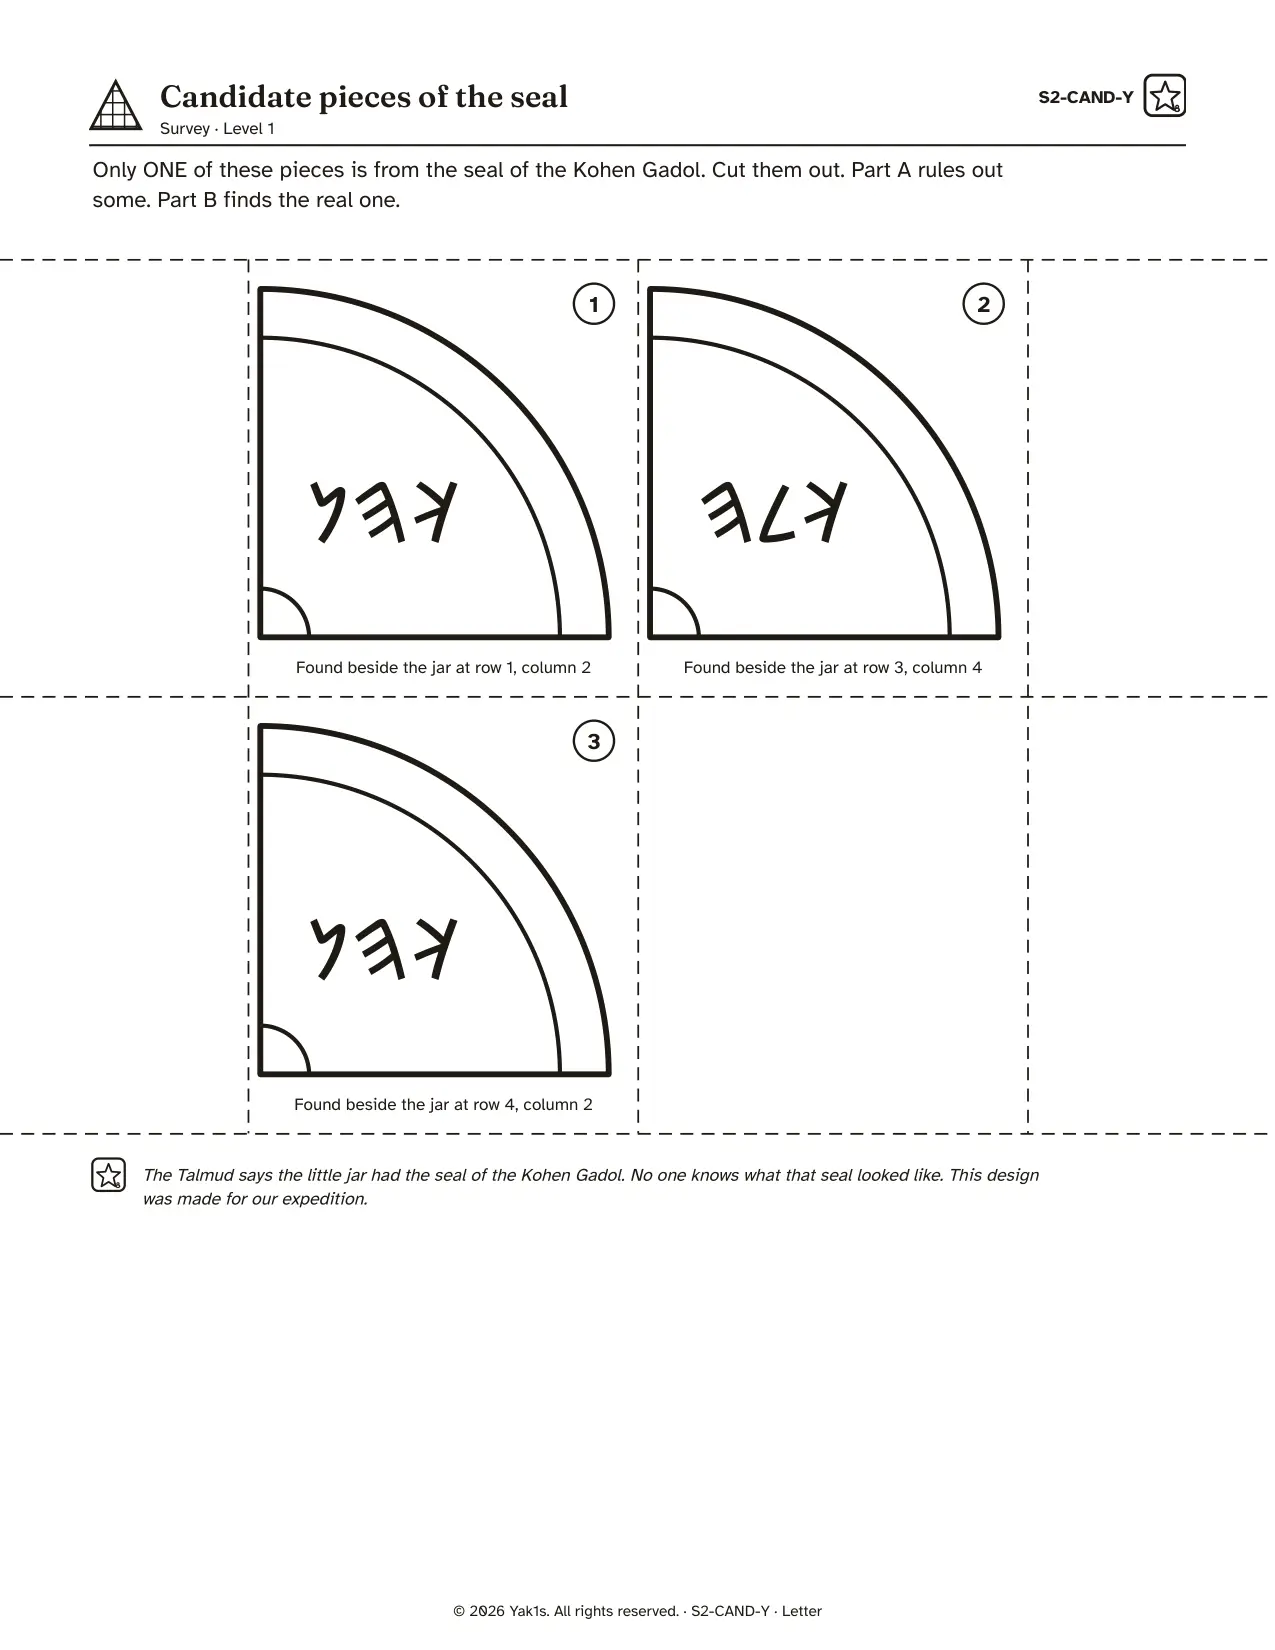 Candidate pieces of the seal
Survey · Level 1
S2-CAND-Y
Only ONE of these pieces is from the seal of the Kohen Gadol. Cut them out. Part A rules out
some. Part B finds the real one.
1
𐤀𐤄𐤍
Found beside the jar at row 1, column 2
2
𐤀𐤋𐤄
Found beside the jar at row 3, column 4
3
𐤀𐤄𐤍
Found beside the jar at row 4, column 2
The Talmud says the little jar had the seal of the Kohen Gadol. No one knows what that seal looked like. This design
was made for our expedition.
© 2026 Yak1s. All rights reserved. · S2-CAND-Y · Letter